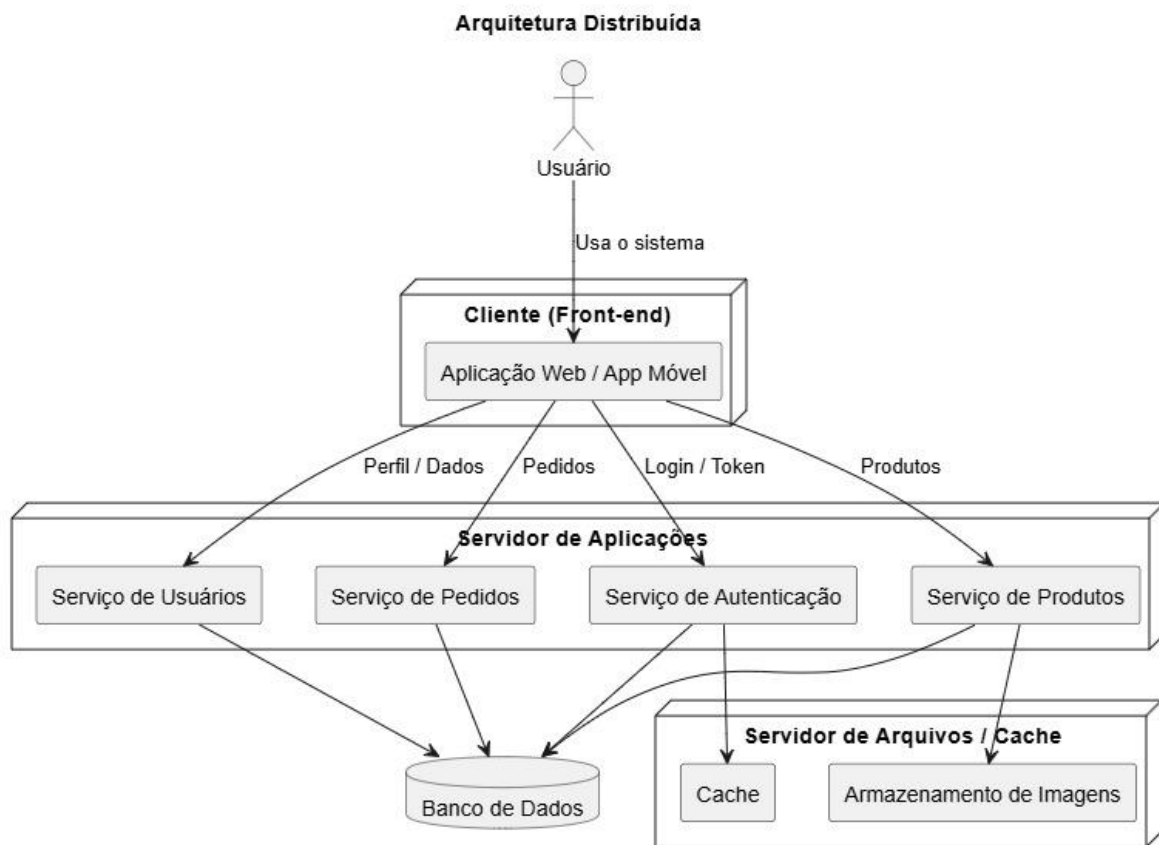 Arquitetura Distribuída
Usuário
Usa o sistema
Cliente (Front-end)
Aplicação Web / App Móvel
Perfil / Dados
Pedidos
Login / Token
Produtos
Servidor de Aplicações
Serviço de Usuários
Serviço de Pedidos
Serviço de Autenticação
Serviço de Produtos
Servidor de Arquivos / Cache
Banco de Dados
Cache
Armazenamento de Imagens